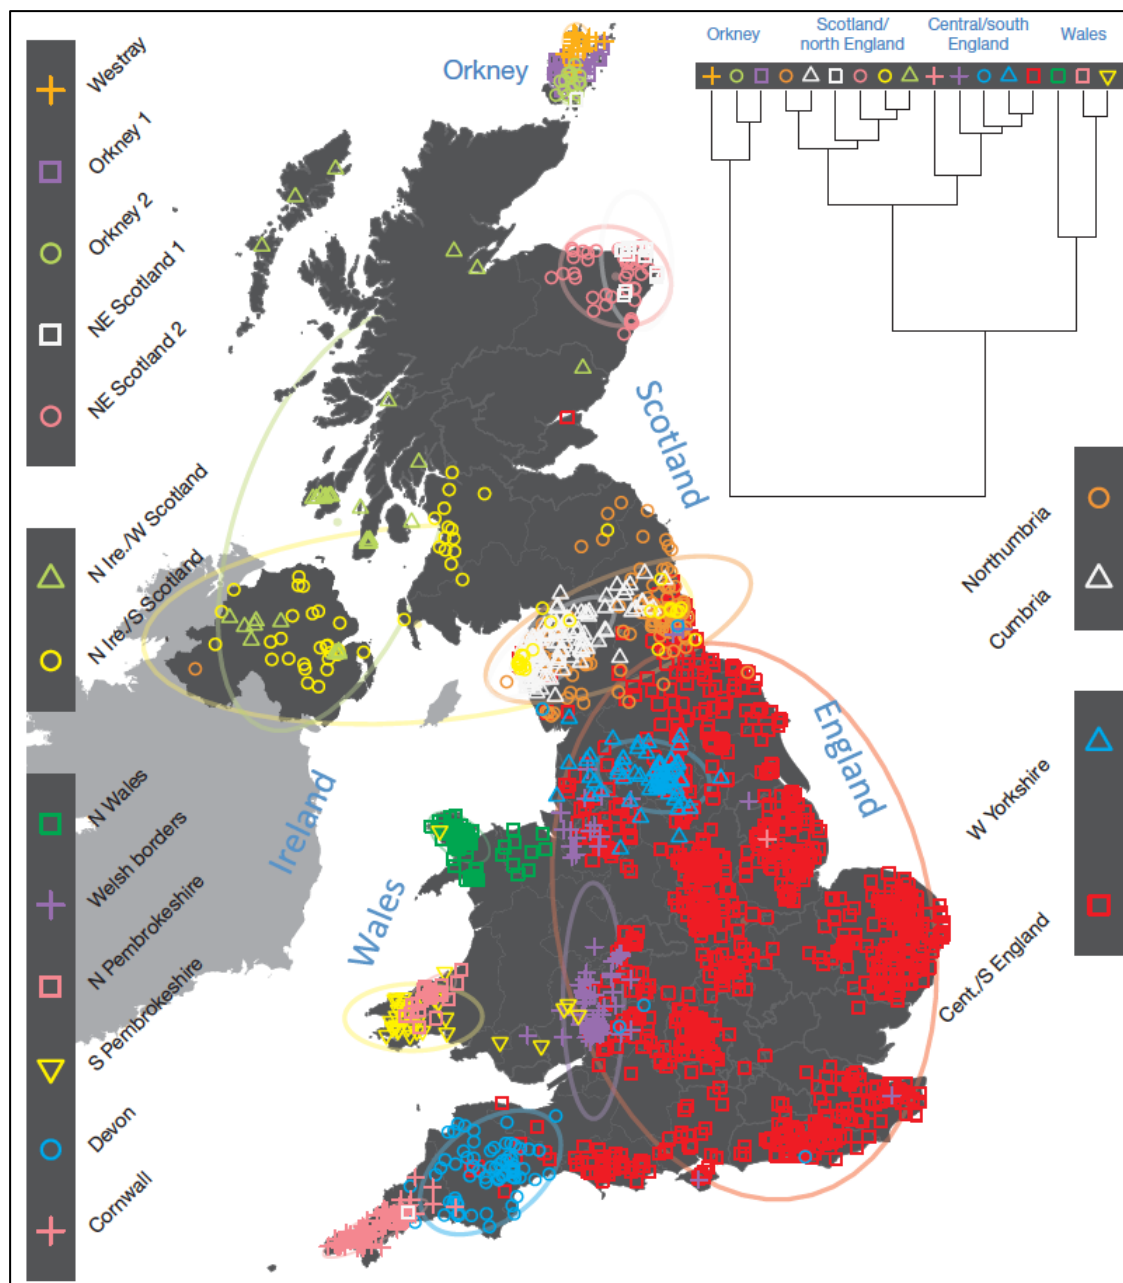 Westray
Orkney 1
Orkney 2
NE Scotland 1
NE Scotland 2
N Ire./W Scotland
N Ire./S Scotland
N Wales
Welsh borders
N Pembrokeshire
S Pembrokeshire
Devon
Cornwall
Orkney
Scotland
England
Ireland
Wales
Orkney
Scotland/
north England
Central/south
England
Wales
Northumbria
Cumbria
W Yorkshire
Cent./S England